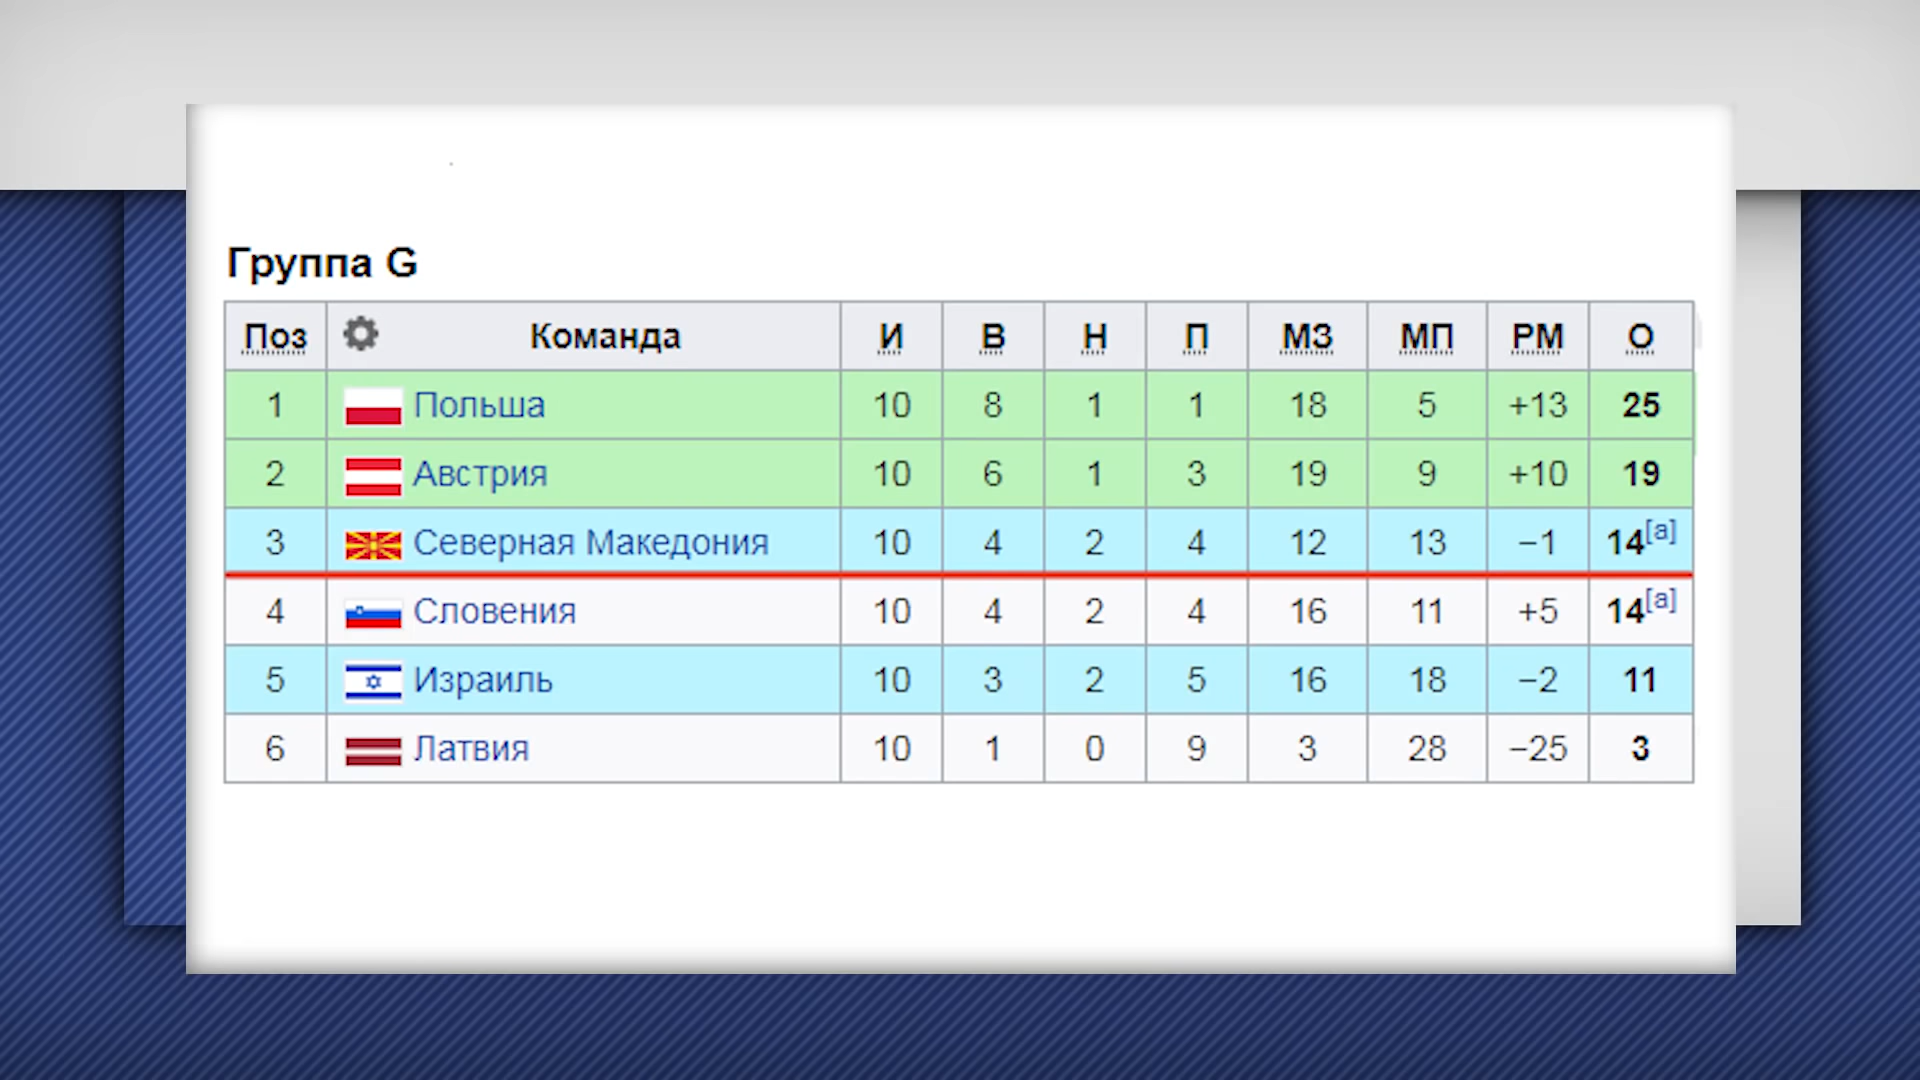 Группа G
Поз Команда И В Н П МЗ МП РМ О
1 Польша 10 8 1 1 18 5 +13 25
2 Австрия 10 6 1 3 19 9 +10 19
3 Северная Македония 10 4 2 4 12 13 −1 14[a]
4 Словения 10 4 2 4 16 11 +5 14[a]
5 Израиль 10 3 2 5 16 18 −2 11
6 Латвия 10 1 0 9 3 28 −25 3